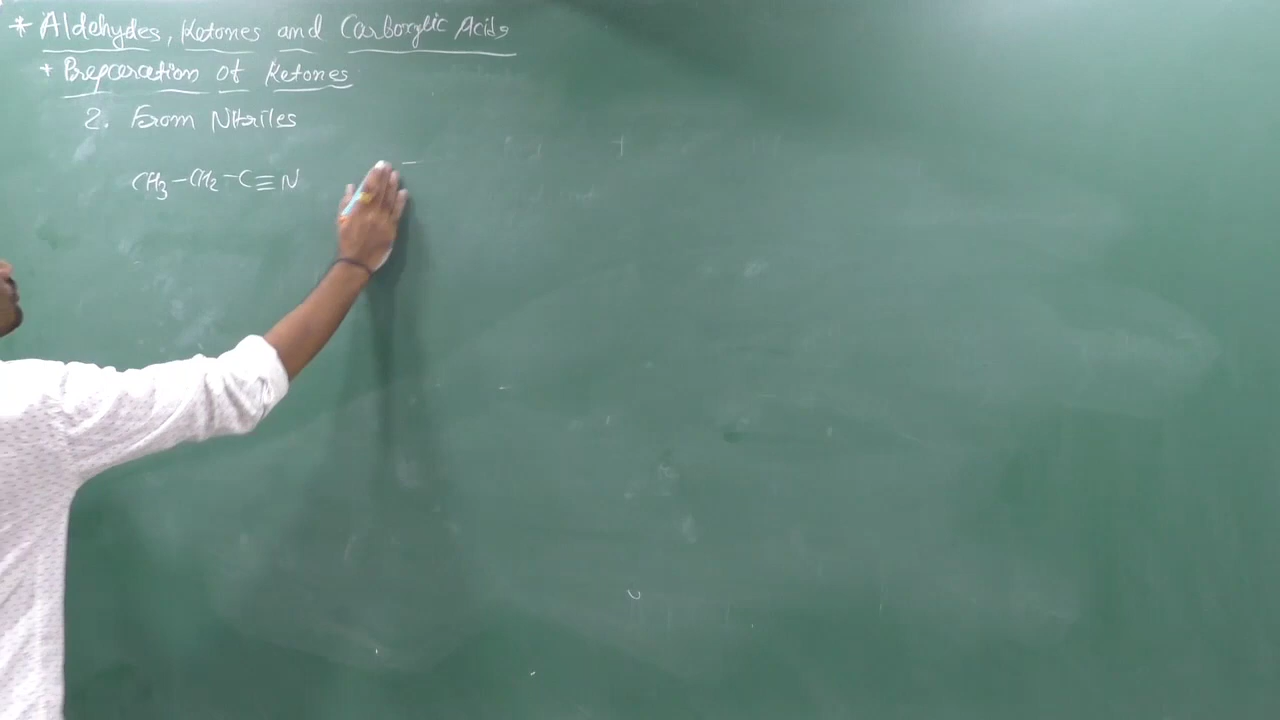 * Aldehydes, Ketones and Carboxylic Acids
+ Preparation of Ketones
2. From Nitriles
CH₃-CH₂-C≡N